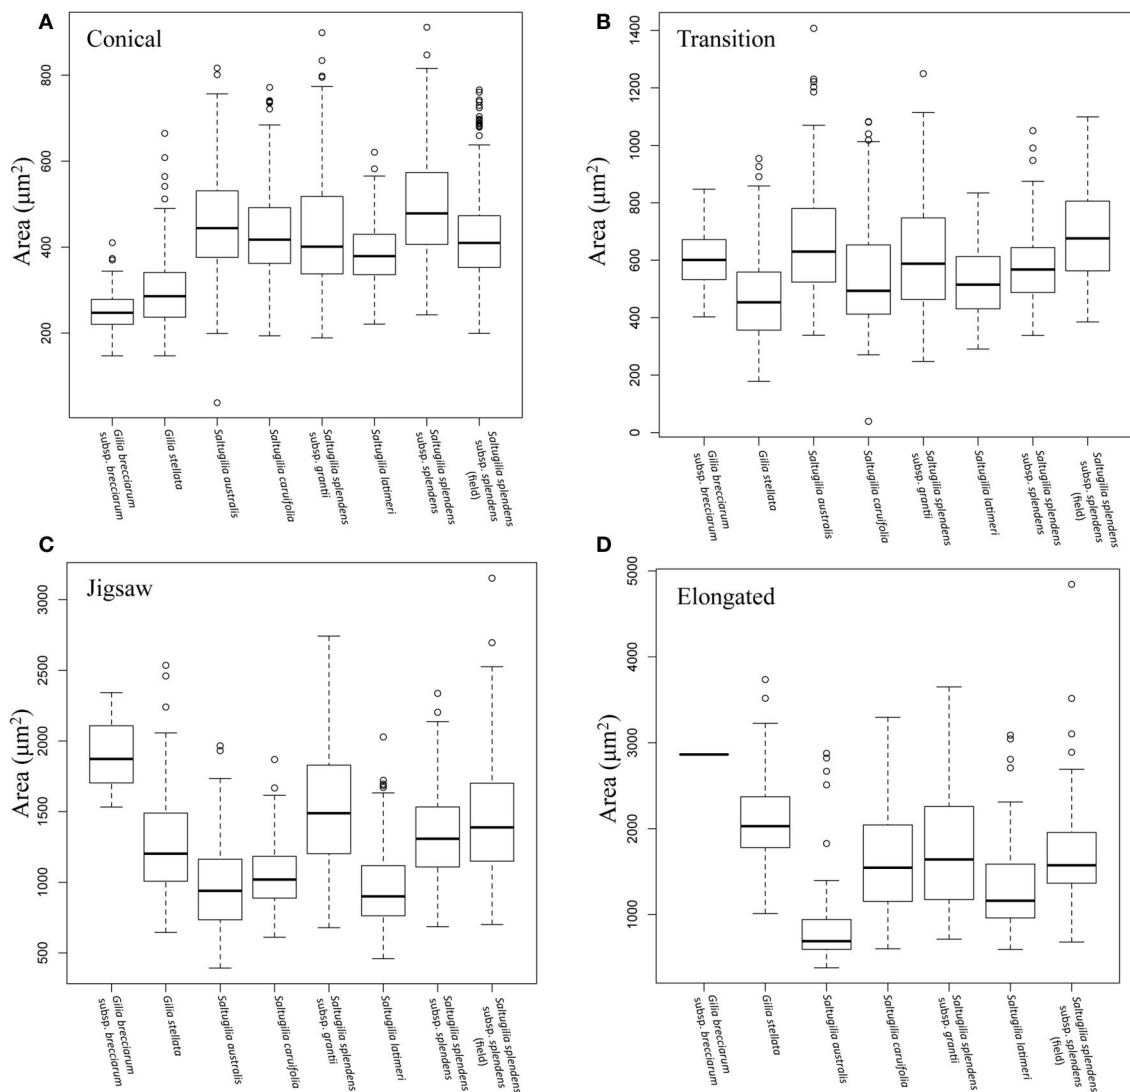 A
Conical
Area (µm²)
800
600
400
200
Gilia brecciarum
subsp. brecciarum
Gilia stellata
Saltugilia australis
Saltugilia caruifolia
Saltugilia splendens
subsp. grantii
Saltugilia latimeri
Saltugilia splendens
subsp. splendens
Saltugilia splendens
subsp. splendens
(field)
B
Transition
Area (µm²)
1400
1200
1000
800
600
400
200
0
Gilia brecciarum
subsp. brecciarum
Gilia stellata
Saltugilia australis
Saltugilia caruifolia
Saltugilia splendens
subsp. grantii
Saltugilia latimeri
Saltugilia splendens
subsp. splendens
Saltugilia splendens
subsp. splendens
(field)
C
Jigsaw
Area (µm²)
3000
2500
2000
1500
1000
500
Gilia brecciarum
subsp. brecciarum
Gilia stellata
Saltugilia australis
Saltugilia caruifolia
Saltugilia splendens
subsp. grantii
Saltugilia latimeri
Saltugilia splendens
subsp. splendens
Saltugilia splendens
subsp. splendens
(field)
D
Elongated
Area (µm²)
5000
4000
3000
2000
1000
Gilia brecciarum
subsp. brecciarum
Gilia stellata
Saltugilia australis
Saltugilia caruifolia
Saltugilia splendens
subsp. grantii
Saltugilia latimeri
Saltugilia splendens
subsp. splendens
(field)